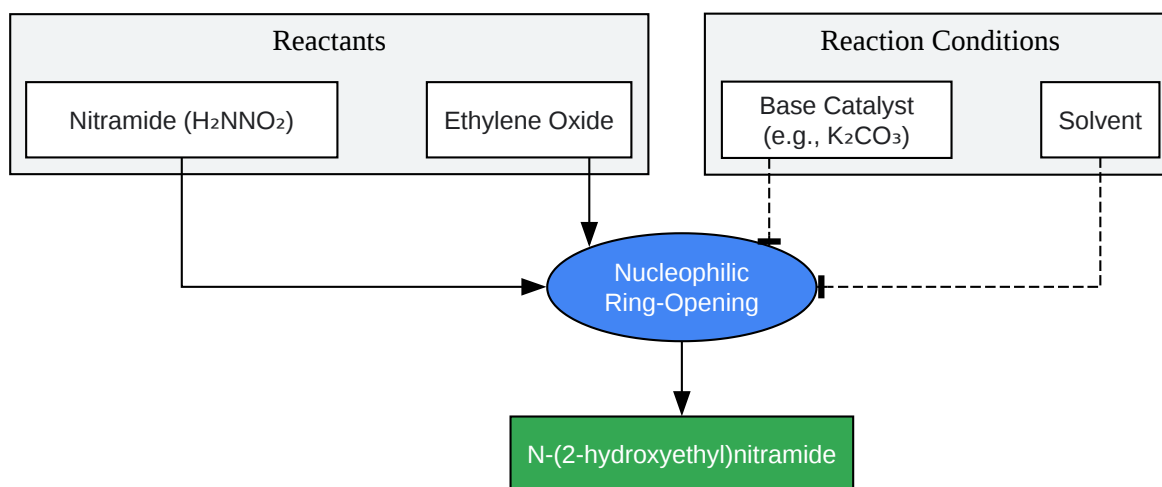 Reactants
Reaction Conditions
Nitramide (H₂NNO₂)
Ethylene Oxide
Base Catalyst
(e.g., K₂CO₃)
Solvent
Nucleophilic
Ring-Opening
N-(2-hydroxyethyl)nitramide